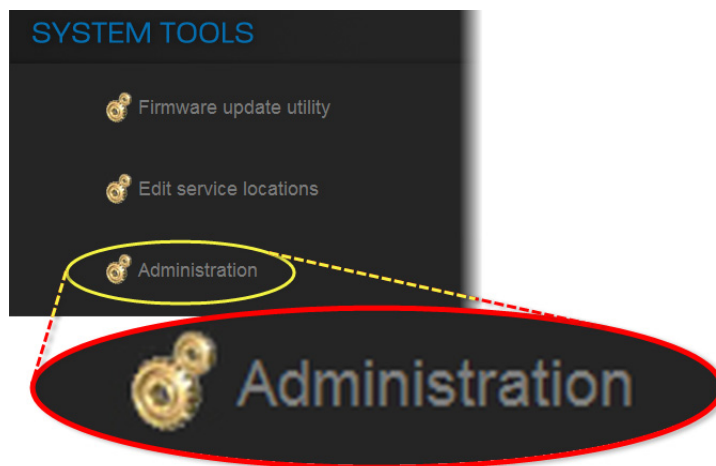 SYSTEM TOOLS
Firmware update utility
Edit service locations
Administration
Administration